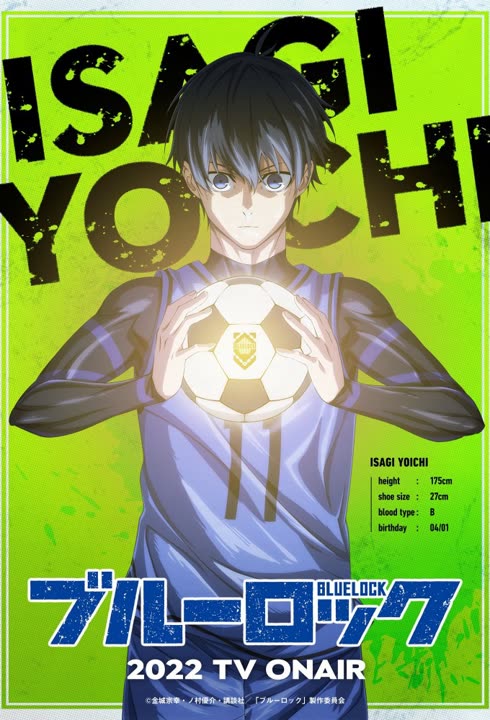 ISAGI
YOICHI
11
ISAGI YOICHI
height : 175cm
shoe size : 27cm
blood type : B
birthday : 04/01
BLUELOCK
ブルーロック
2022 TV ONAIR
©金城宗幸・ノ村優介・講談社／「ブルーロック」製作委員会